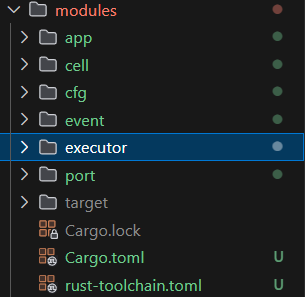 modules
app
cell
cfg
event
executor
port
target
Cargo.lock
Cargo.toml U
rust-toolchain.toml U